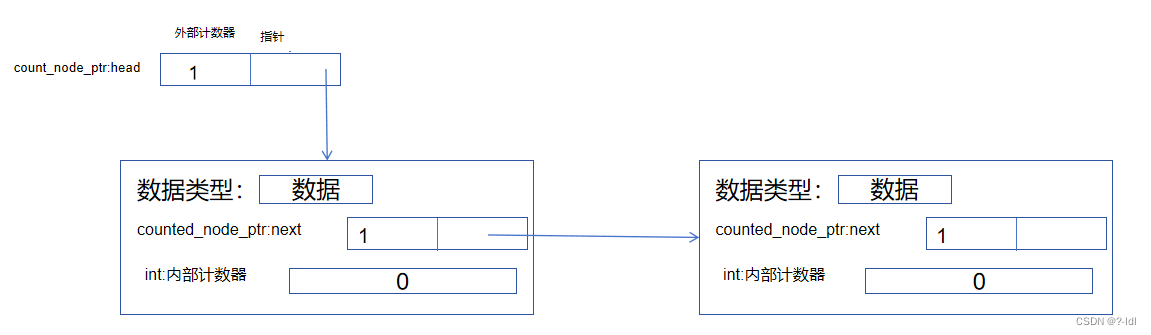 外部计数器 指针
count_node_ptr:head 1
数据类型： 数据
counted_node_ptr:next 1
int:内部计数器 0
数据类型： 数据
counted_node_ptr:next 1
int:内部计数器 0
CSDN @?-ldl